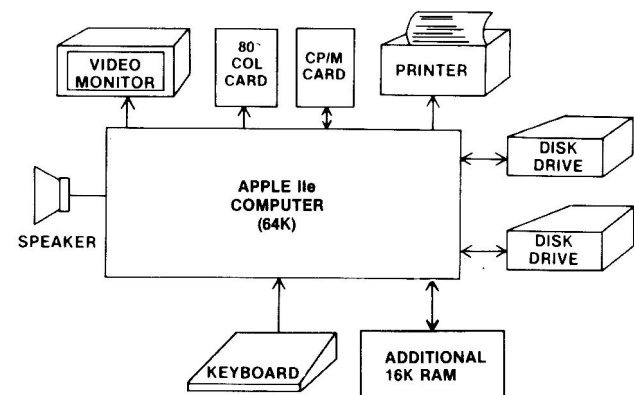 VIDEO
MONITOR
80
COL
CARD
CP/M
CARD
PRINTER
SPEAKER
APPLE IIe
COMPUTER
(64K)
DISK
DRIVE
DISK
DRIVE
KEYBOARD
ADDITIONAL
16K RAM